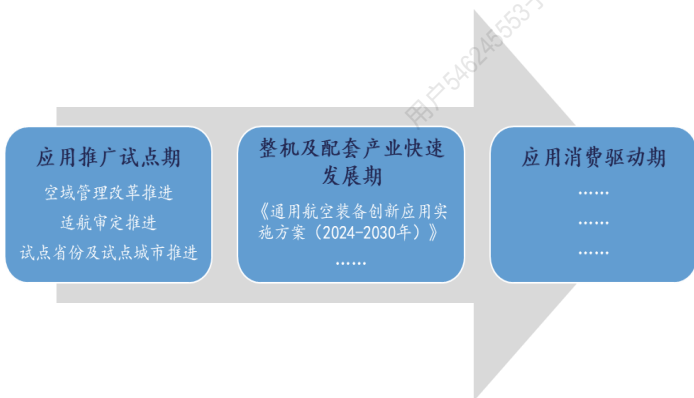 应用推广试点期
空域管理改革推进
适航审定推进
试点省份及试点城市推进
整机及配套产业快速
发展期
《通用航空装备创新应用实
施方案（2024-2030年）》
……
应用消费驱动期
……
……
……